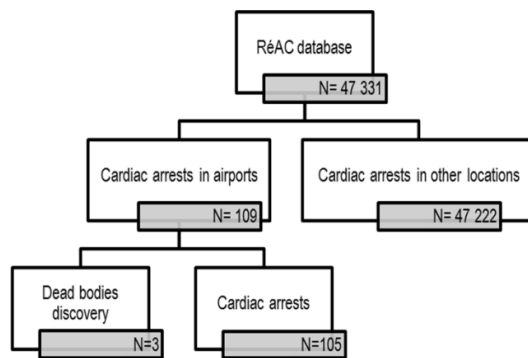 RéAC database
N= 47 331
Cardiac arrests in airports
N= 109
Cardiac arrests in other locations
N= 47 222
Dead bodies
discovery
N=3
Cardiac arrests
N=105